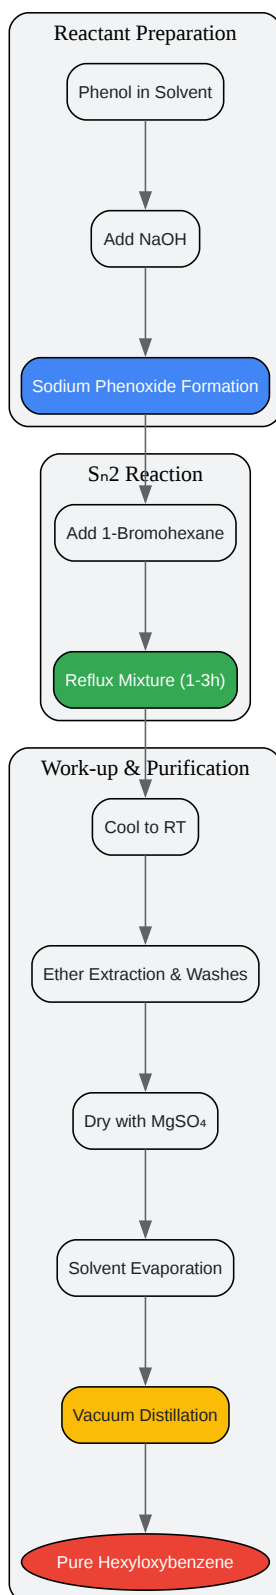 Reactant Preparation
Phenol in Solvent
Add NaOH
Sodium Phenoxide Formation
Sₙ2 Reaction
Add 1-Bromohexane
Reflux Mixture (1-3h)
Work-up & Purification
Cool to RT
Ether Extraction & Washes
Dry with MgSO₄
Solvent Evaporation
Vacuum Distillation
Pure Hexyloxybenzene